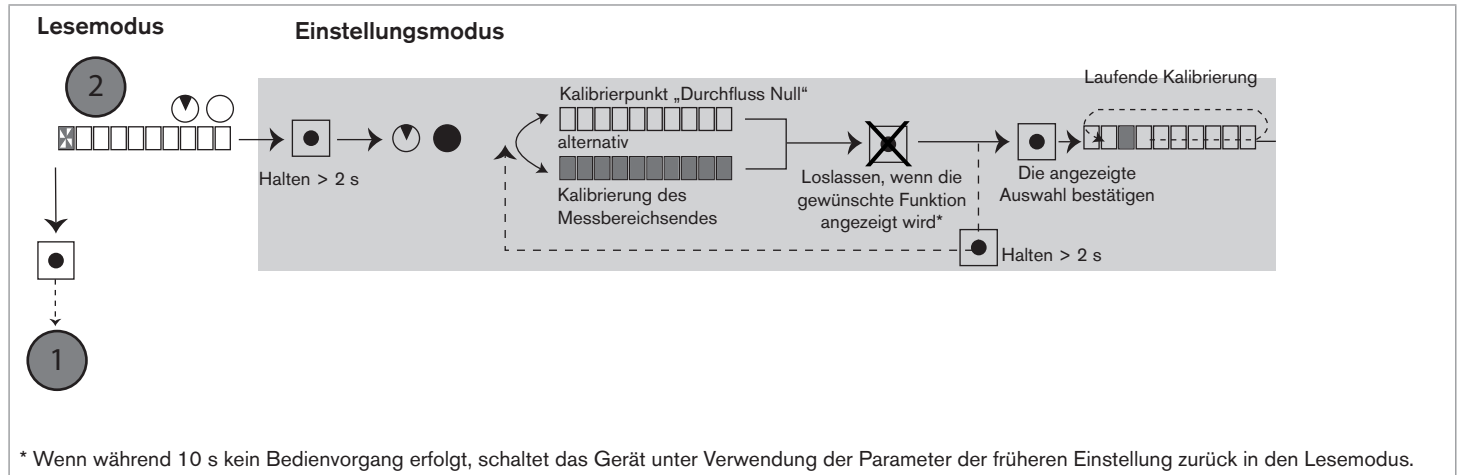 Lesemodus
Einstellungsmodus
2
Halten > 2 s
Kalibrierpunkt „Durchfluss Null“
alternativ
Kalibrierung des
Messbereichsendes
Loslassen, wenn die
gewünschte Funktion
angezeigt wird*
Halten > 2 s
Laufende Kalibrierung
Die angezeigte
Auswahl bestätigen
1
* Wenn während 10 s kein Bedienvorgang erfolgt, schaltet das Gerät unter Verwendung der Parameter der früheren Einstellung zurück in den Lesemodus.